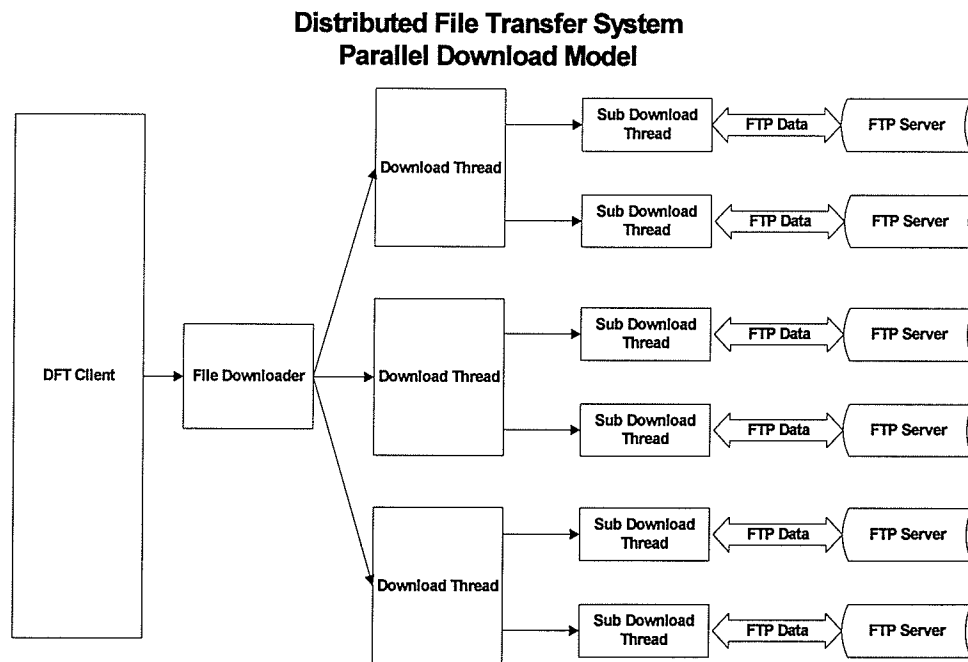 Distributed File Transfer System
Parallel Download Model
Sub Download
Thread
FTP Data
FTP Server
Download Thread
Sub Download
Thread
FTP Data
FTP Server
Sub Download
Thread
FTP Data
FTP Server
DFT Client
File Downloader
Download Thread
Sub Download
Thread
FTP Data
FTP Server
Sub Download
Thread
FTP Data
FTP Server
Download Thread
Sub Download
Thread
FTP Data
FTP Server